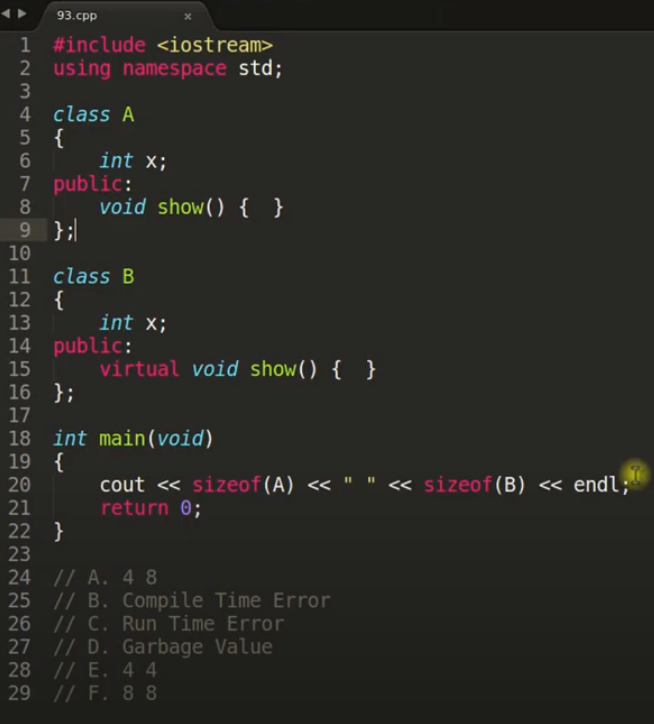 93.cpp
1 #include <iostream>
2 using namespace std;
3
4 class A
5 {
6     int x;
7 public:
8     void show() {  }
9 };
10
11 class B
12 {
13     int x;
14 public:
15     virtual void show() {  }
16 };
17
18 int main(void)
19 {
20     cout << sizeof(A) << " " << sizeof(B) << endl;
21     return 0;
22 }
23
24 // A. 4 8
25 // B. Compile Time Error
26 // C. Run Time Error
27 // D. Garbage Value
28 // E. 4 4
29 // F. 8 8